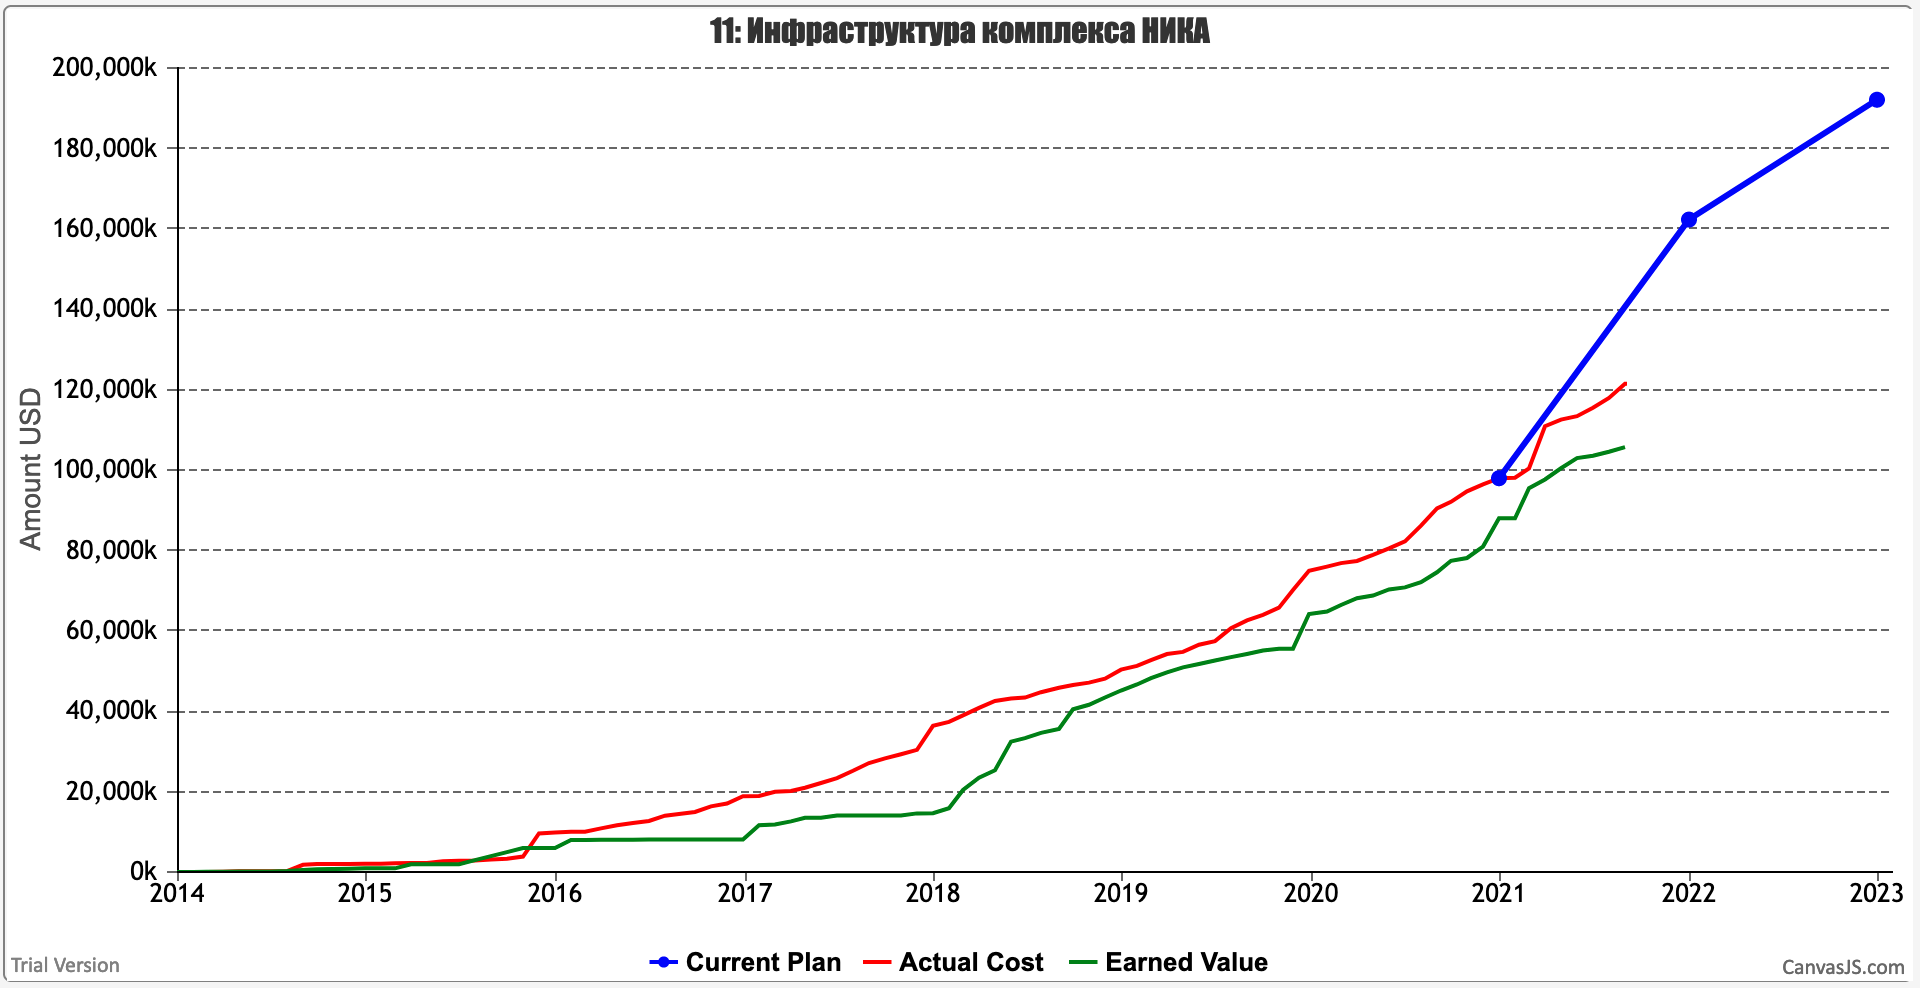 11: Инфраструктура комплекса НИКА
Amount USD
200,000k
180,000k
160,000k
140,000k
120,000k
100,000k
80,000k
60,000k
40,000k
20,000k
0k
2014 2015 2016 2017 2018 2019 2020 2021 2022 2023
Current Plan Actual Cost Earned Value
Trial Version
CanvasJS.com